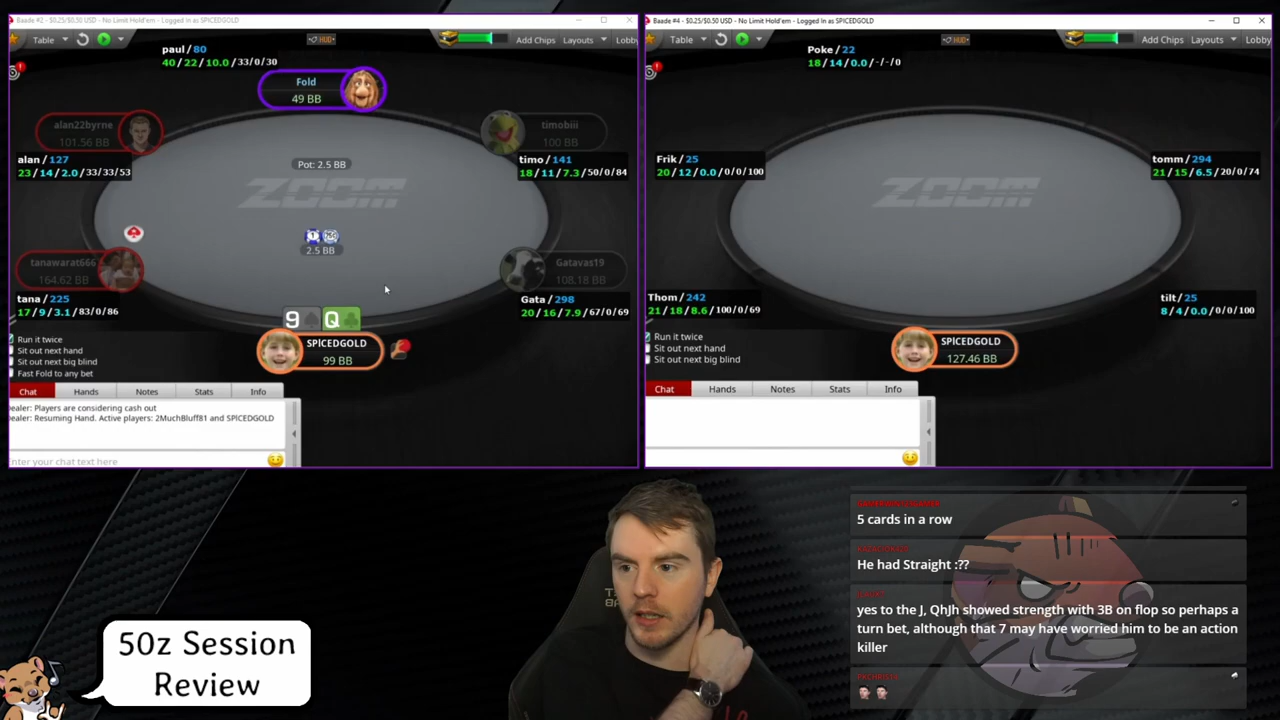 Baade #2 - $0.25/$0.50 USD - No Limit Hold'em - Logged In as SPICEDGOLD
Table
HUD
Add Chips
Layouts
Lobby
paul / 80
40/22/10.0/33/0/30
Fold
49 BB
alan22byrne
101.56 BB
timobiii
100 BB
alan / 127
23/14/2.0/33/33/53
timo / 141
18/11/7.3/50/0/84
Pot: 2.5 BB
ZOOM
2.5 BB
tanawarat666
164.62 BB
Gatavas19
108.18 BB
tana / 225
17/9/3.1/83/0/86
Gata / 298
20/16/7.9/67/0/69
9
Q
SPICEDGOLD
99 BB
Run it twice
Sit out next hand
Sit out next big blind
Fast Fold to any bet
Chat
Hands
Notes
Stats
Info
ealer: Players are considering cash out
ealer: Resuming Hand. Active players: 2MuchBluff81 and SPICEDGOLD
nter your chat text here
Baade #4 - $0.25/$0.50 USD - No Limit Hold'em - Logged In as SPICEDGOLD
Table
HUD
Add Chips
Layouts
Lobby
Poke / 22
18/14/0.0/-/-/0
Frik / 25
20/12/0.0/0/0/100
tomm / 294
21/15/6.5/20/0/74
ZOOM
Thom / 242
21/18/8.6/100/0/69
tilt / 25
8/4/0.0/0/0/100
SPICEDGOLD
127.46 BB
Run it twice
Sit out next hand
Sit out next big blind
Chat
Hands
Notes
Stats
Info
5 cards in a row
He had Straight :??
yes to the J, QhJh showed strength with 3B on flop so perhaps a
turn bet, although that 7 may have worried him to be an action
killer
50z Session
Review